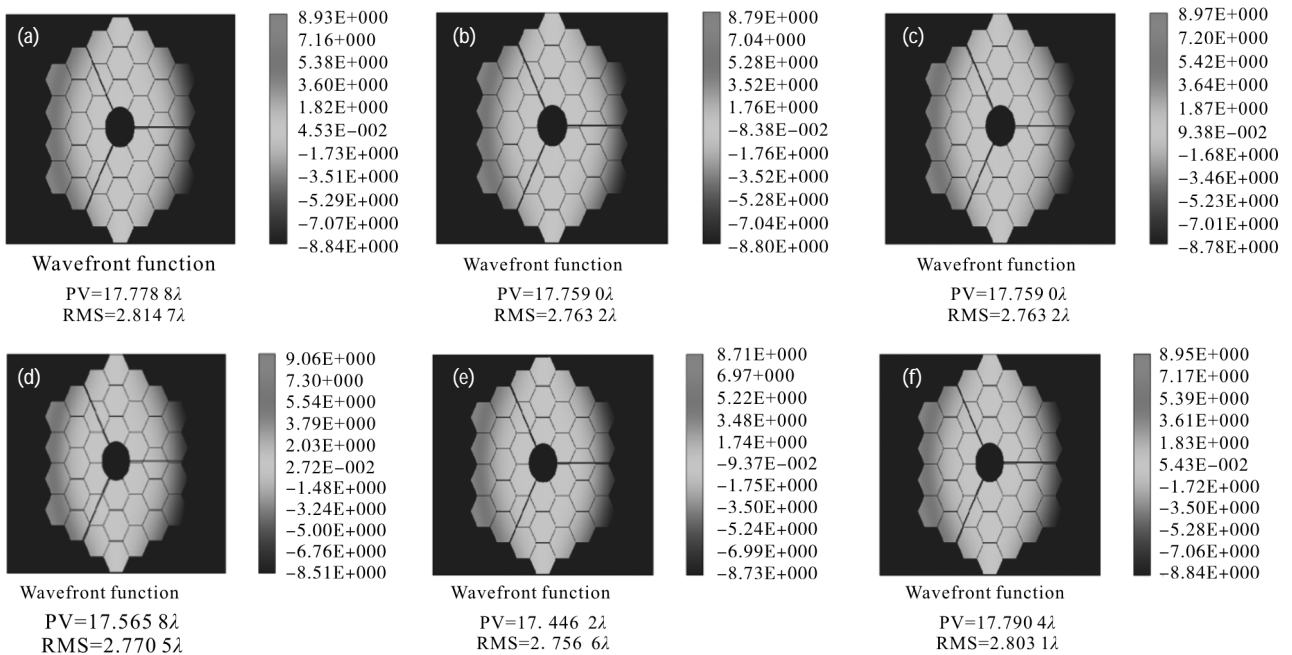 (a)
8.93E+000
7.16+000
5.38E+000
3.60E+000
1.82E+000
4.53E-002
-1.73E+000
-3.51E+000
-5.29E+000
-7.07E+000
-8.84E+000
Wavefront function
PV=17.778 8λ
RMS=2.814 7λ
(b)
8.79E+000
7.04+000
5.28E+000
3.52E+000
1.76E+000
-8.38E-002
-1.76E+000
-3.52E+000
-5.28E+000
-7.04E+000
-8.80E+000
Wavefront function
PV=17.759 0λ
RMS=2.763 2λ
(c)
8.97E+000
7.20E+000
5.42E+000
3.64E+000
1.87E+000
9.38E-002
-1.68E+000
-3.46E+000
-5.23E+000
-7.01E+000
-8.78E+000
Wavefront function
PV=17.759 0λ
RMS=2.763 2λ
(d)
9.06E+000
7.30+000
5.54E+000
3.79E+000
2.03E+000
2.72E-002
-1.48E+000
-3.24E+000
-5.00E+000
-6.76E+000
-8.51E+000
Wavefront function
PV=17.565 8λ
RMS=2.770 5λ
(e)
8.71E+000
6.97+000
5.22E+000
3.48E+000
1.74E+000
-9.37E-002
-1.75E+000
-3.50E+000
-5.24E+000
-6.99E+000
-8.73E+000
Wavefront function
PV=17. 446 2λ
RMS=2. 756 6λ
(f)
8.95E+000
7.17E+000
5.39E+000
3.61E+000
1.83E+000
5.43E-002
-1.72E+000
-3.50E+000
-5.28E+000
-7.06E+000
-8.84E+000
Wavefront function
PV=17.790 4λ
RMS=2.803 1λ